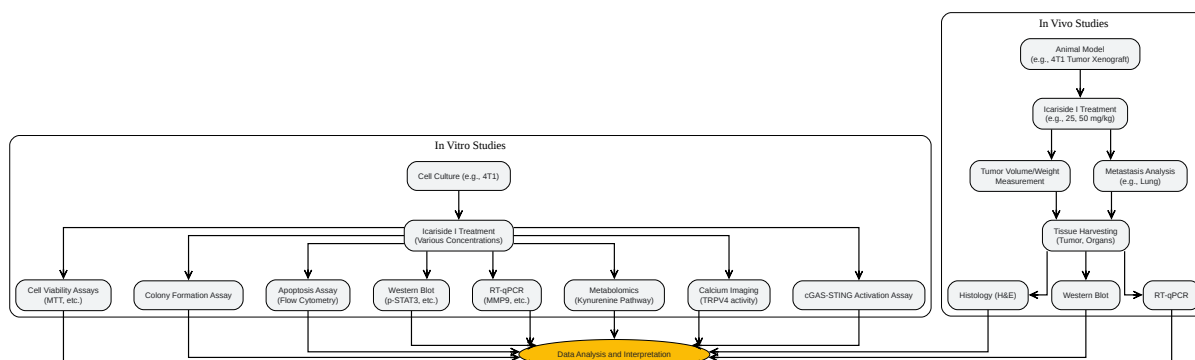 In Vivo Studies
Animal Model
(e.g., 4T1 Tumor Xenograft)
Icariside I Treatment
(e.g., 25, 50 mg/kg)
Tumor Volume/Weight
Measurement
Metastasis Analysis
(e.g., Lung)
Tissue Harvesting
(Tumor, Organs)
Histology (H&E)
Western Blot
RT-qPCR
In Vitro Studies
Cell Culture (e.g., 4T1)
Icariside I Treatment
(Various Concentrations)
Cell Viability Assays
(MTT, etc.)
Colony Formation Assay
Apoptosis Assay
(Flow Cytometry)
Western Blot
(p-STAT3, etc.)
RT-qPCR
(MMP9, etc.)
Metabolomics
(Kynurenine Pathway)
Calcium Imaging
(TRPV4 activity)
cGAS-STING Activation Assay
Data Analysis and Interpretation